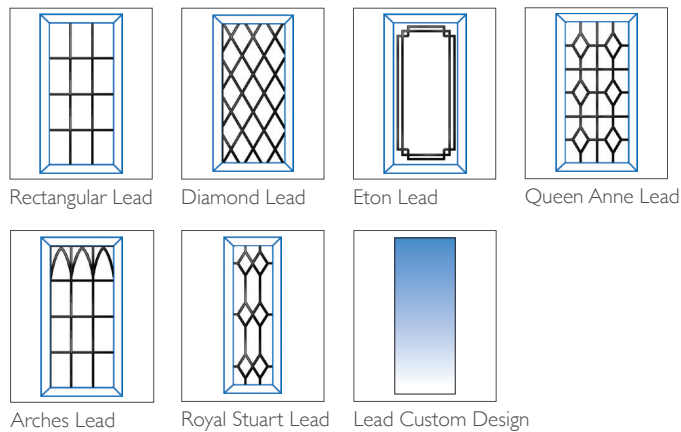 Rectangular Lead
Diamond Lead
Eton Lead
Queen Anne Lead
Arches Lead
Royal Stuart Lead
Lead Custom Design